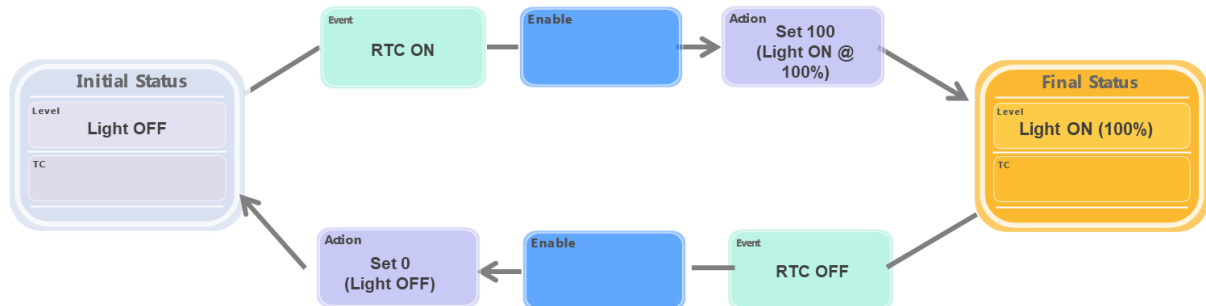 Event
RTC ON
Enable
Action
Set 100
(Light ON @
100%)
Initial Status
Level
Light OFF
TC
Final Status
Level
Light ON (100%)
TC
Action
Set 0
(Light OFF)
Enable
Event
RTC OFF